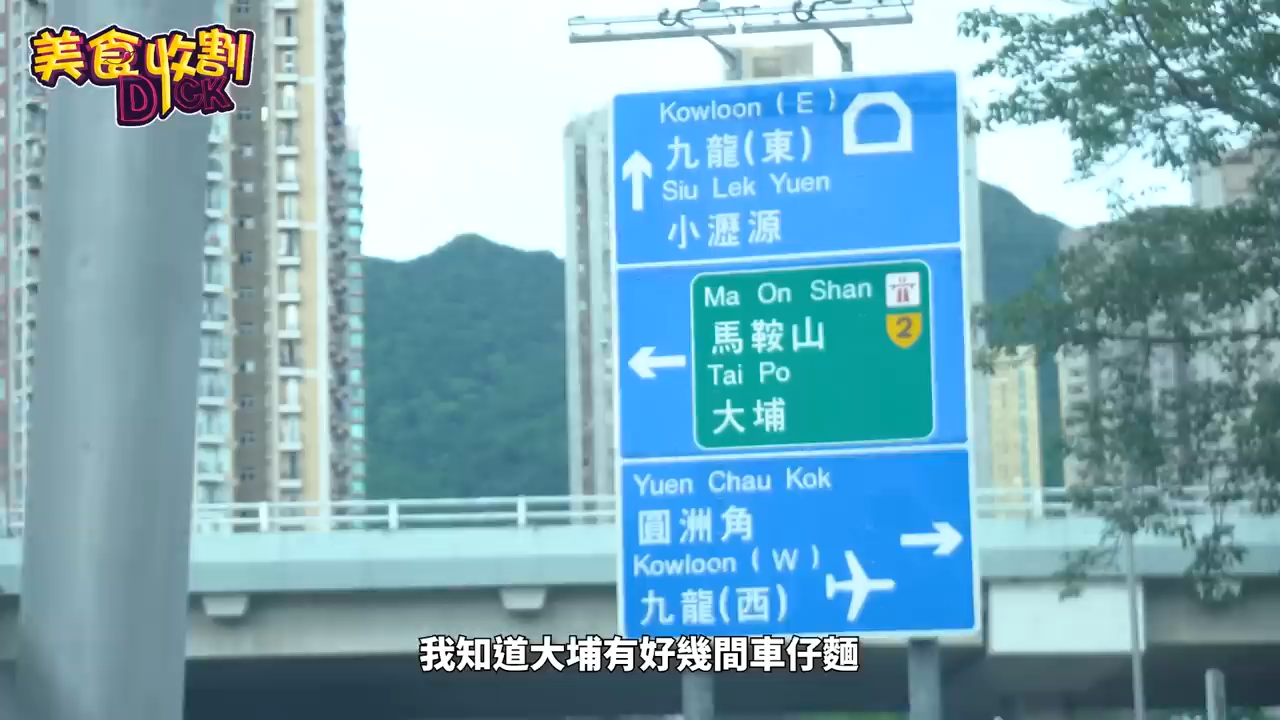 美食收割
DICK
Kowloon ( E )
九龍(東)
Siu Lek Yuen
小瀝源
Ma On Shan
馬鞍山
2
Tai Po
大埔
Yuen Chau Kok
圓洲角
Kowloon ( W )
九龍(西)
我知道大埔有好幾間車仔麵